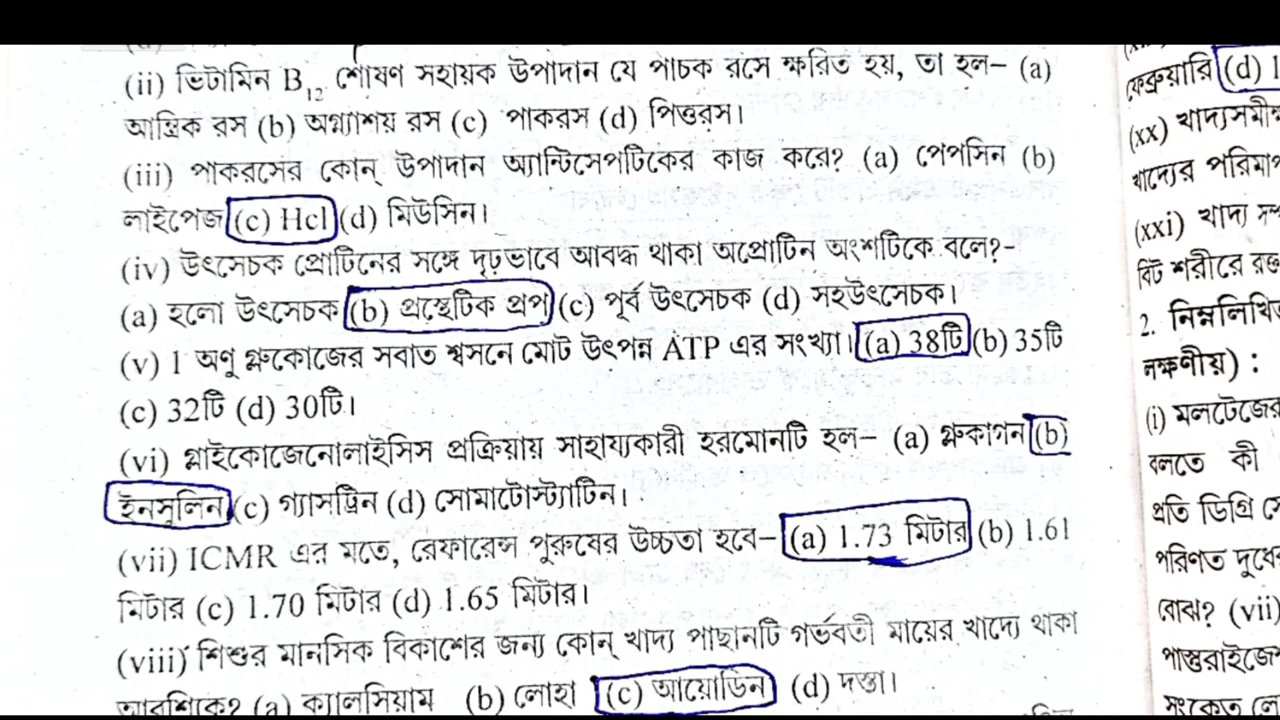 (ii) ভিটামিন B₁₂ শোষণ সহায়ক উপাদান যে পাচক রসে ক্ষরিত হয়, তা হল– (a)
আন্ত্রিক রস (b) অগ্ন্যাশয় রস (c) পাকরস (d) পিত্তরস।
(iii) পাকরসের কোন্ উপাদান অ্যান্টিসেপটিকের কাজ করে? (a) পেপসিন (b)
লাইপেজ (c) Hcl (d) মিউসিন।
(iv) উৎসেচক প্রোটিনের সঙ্গে দৃঢ়ভাবে আবদ্ধ থাকা অপ্রোটিন অংশটিকে বলে?–
(a) হলো উৎসেচক (b) প্রস্থেটিক গ্রুপ (c) পূর্ব উৎসেচক (d) সহউৎসেচক।
(v) 1 অণু গ্লুকোজের সবাত শ্বসনে মোট উৎপন্ন ATP এর সংখ্যা। (a) 38টি (b) 35টি
(c) 32টি (d) 30টি।
(vi) গ্লাইকোজেনোলাইসিস প্রক্রিয়ায় সাহায্যকারী হরমোনটি হল– (a) গ্লুকাগন (b)
ইনসুলিন (c) গ্যাসট্রিন (d) সোমাটোস্ট্যাটিন।
(vii) ICMR এর মতে, রেফারেন্স পুরুষের উচ্চতা হবে– (a) 1.73 মিটার (b) 1.61
মিটার (c) 1.70 মিটার (d) 1.65 মিটার।
(viii) শিশুর মানসিক বিকাশের জন্য কোন্ খাদ্য পাছানটি গর্ভবতী মায়ের খাদ্যে থাকা
আবশ্যিক? (a) ক্যালসিয়াম (b) লোহা (c) আয়োডিন (d) দস্তা।
ফেব্রুয়ারি (d) 1
(xx)
খাদ্যের
(xxi) খাদ্য
শরীরে
2.
লক্ষণীয়) :
(i)
বলতে কী
প্রতি ডিগ্রি
পরিণত দুধের
বোঝ? (vii)
সংকেত